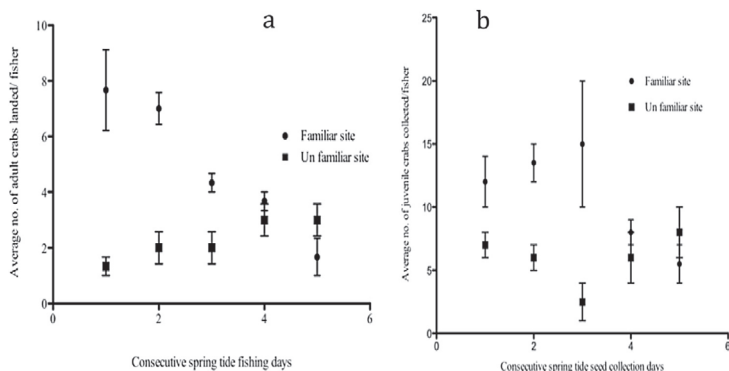 a
Average no. of adult crabs landed/ fisher
10
8
6
4
2
0
0
2
4
6
Familiar site
Un familiar site
Consecutive spring tide fishing days
b
Average no. of juvenile crabs collected/fisher
25
20
15
10
5
0
0
2
4
6
Familiar site
Un familiar site
Consecutive spring tide seed collection days